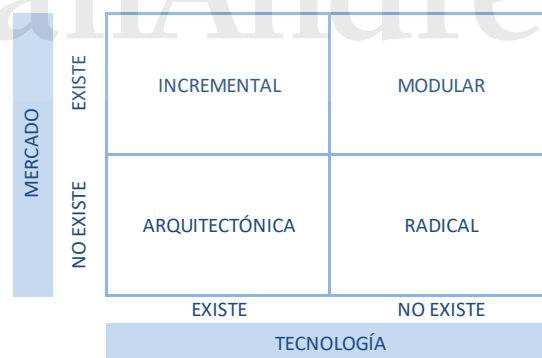 MERCADO
EXISTE
INCREMENTAL
MODULAR
NO EXISTE
ARQUITECTÓNICA
RADICAL
EXISTE
NO EXISTE
TECNOLOGÍA